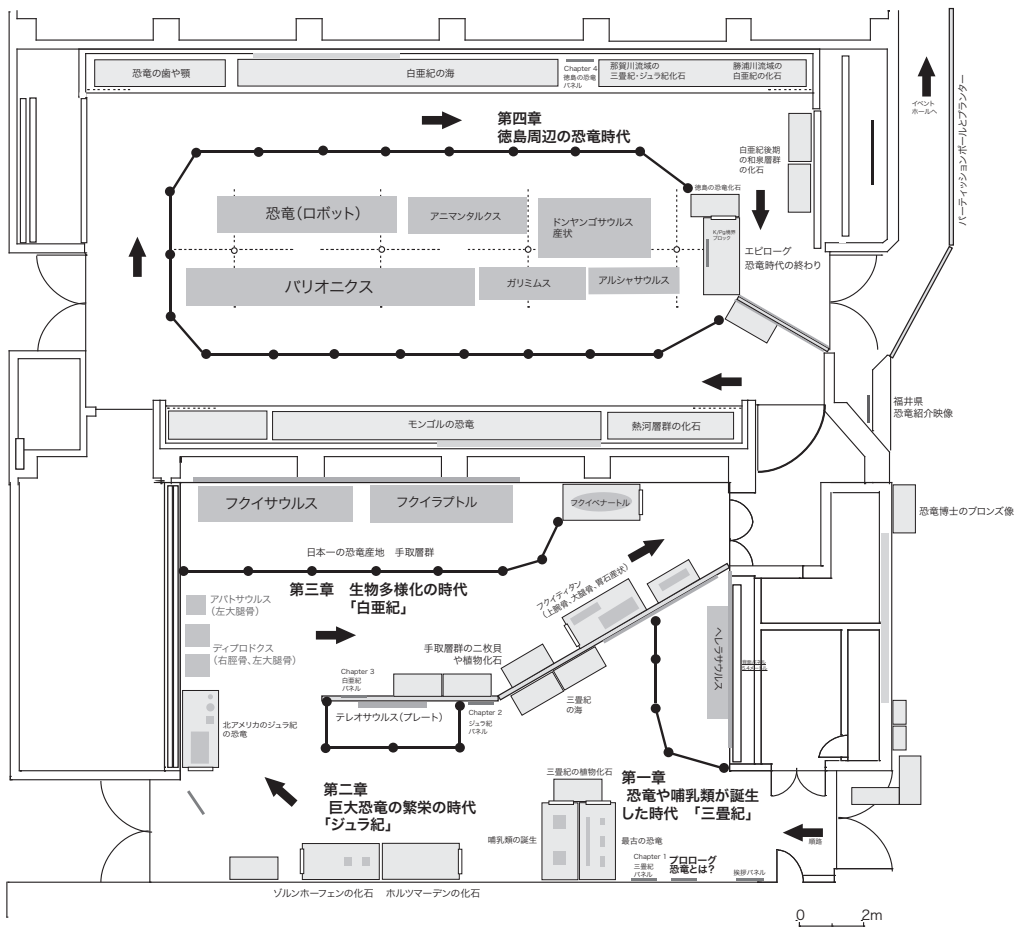 恐竜の歯や顎
白亜紀の海
Chapter 4
徳島の恐竜
パネル
那賀川流域の
三畳紀・ジュラ紀化石
勝浦川流域の
白亜紀の化石
イベント
ホールへ
パーティッションポールとプランター
第四章
徳島周辺の恐竜時代
白亜紀後期
の和泉層群
の化石
徳島の恐竜化石
恐竜（ロボット）
アニマンタルクス
ドンヤンゴサウルス
産状
K/Pg境界
ブロック
エピローグ
恐竜時代の終わり
バリオニクス
ガリミムス
アルシャサウルス
福井県
恐竜紹介映像
モンゴルの恐竜
熱河層群の化石
フクイサウルス
フクイラプトル
フクイベナートル
恐竜博士のブロンズ像
日本一の恐竜産地　手取層群
第三章　生物多様化の時代
「白亜紀」
フクイティタン
（上腕骨、大腿骨、胃石産状）
アパトサウルス
（左大腿骨）
ディプロドクス
（右脛骨、左大腿骨）
手取層群の二枚貝
や植物化石
ヘレラサウルス
Chapter 3
白亜紀
パネル
三畳紀
の海
テレオサウルス（プレート）
Chapter 2
ジュラ紀
パネル
北アメリカのジュラ紀
の恐竜
三畳紀の植物化石
第一章
恐竜や哺乳類が誕生
した時代　「三畳紀」
第二章
巨大恐竜の繁栄の時代
「ジュラ紀」
哺乳類の誕生
最古の恐竜
順路
Chapter 1
三畳紀
パネル
プロローグ
恐竜とは？
挨拶パネル
ゾルンホーフェンの化石
ホルツマーデンの化石
0
2m